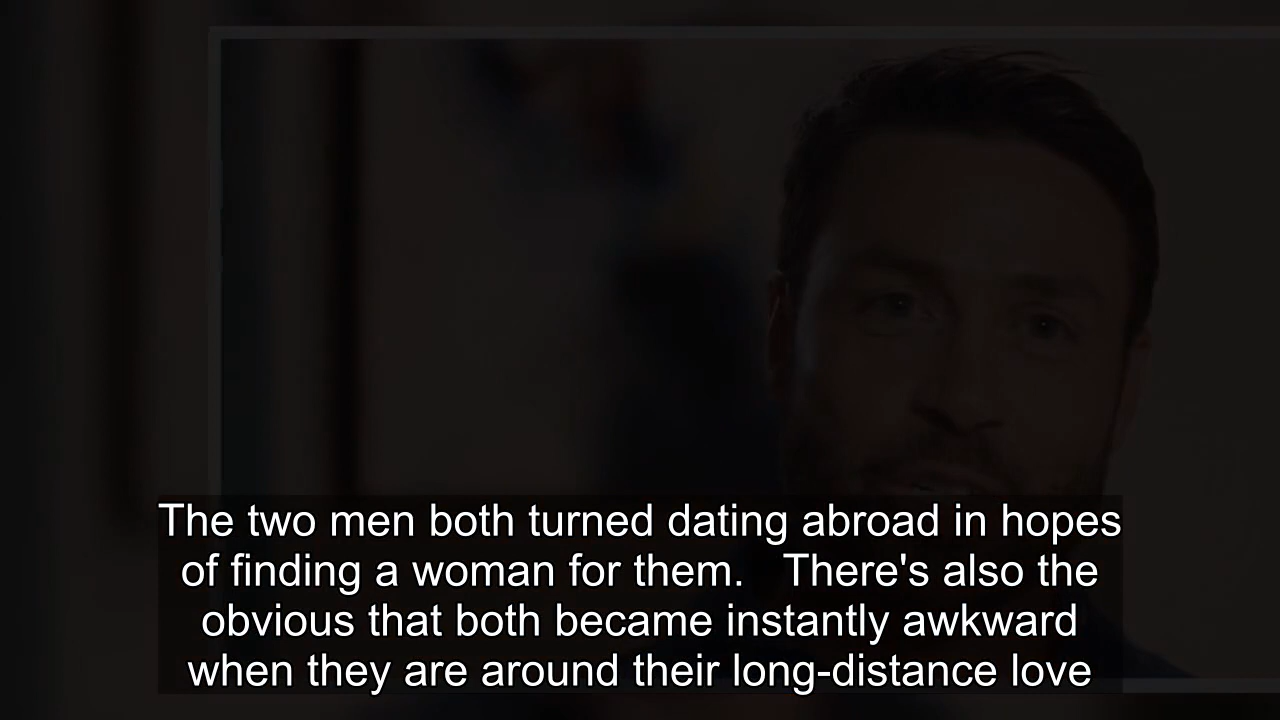 The two men both turned dating abroad in hopes
of finding a woman for them.   There's also the
obvious that both became instantly awkward
when they are around their long-distance love